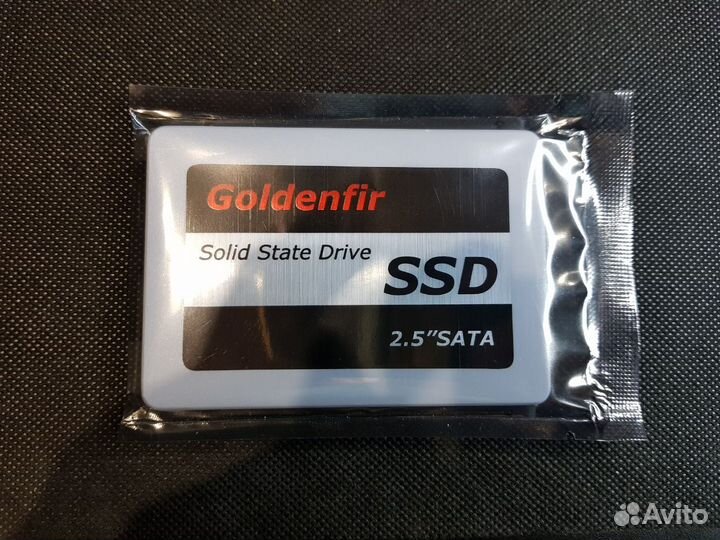 Goldenfir
Solid State Drive
SSD
2.5”SATA
Avito